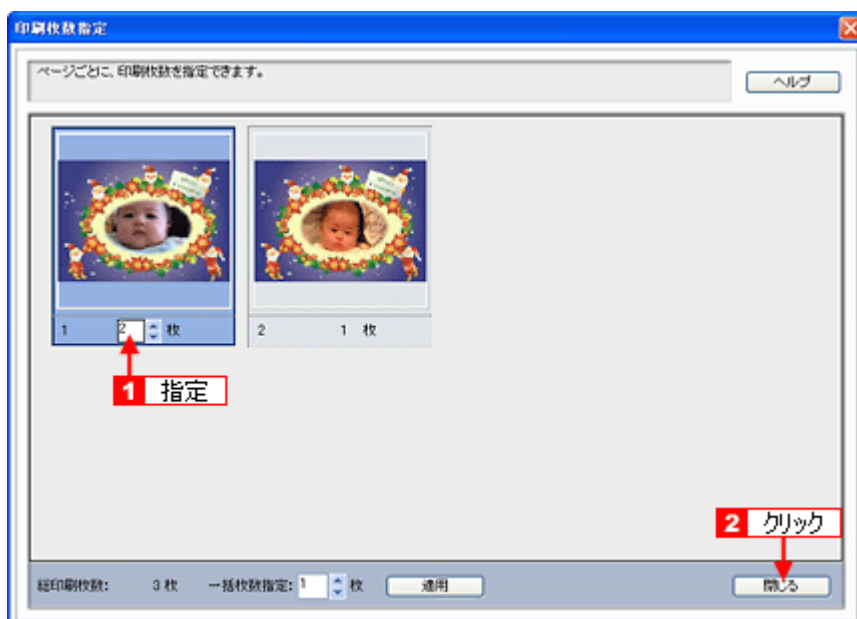 印刷枚数指定
ページごとに、印刷枚数を指定できます。
ヘルプ
1 2 枚
2 1 枚
1 指定
2 クリック
総印刷枚数: 3 枚 一括枚数指定: 1 枚 適用 閉じる